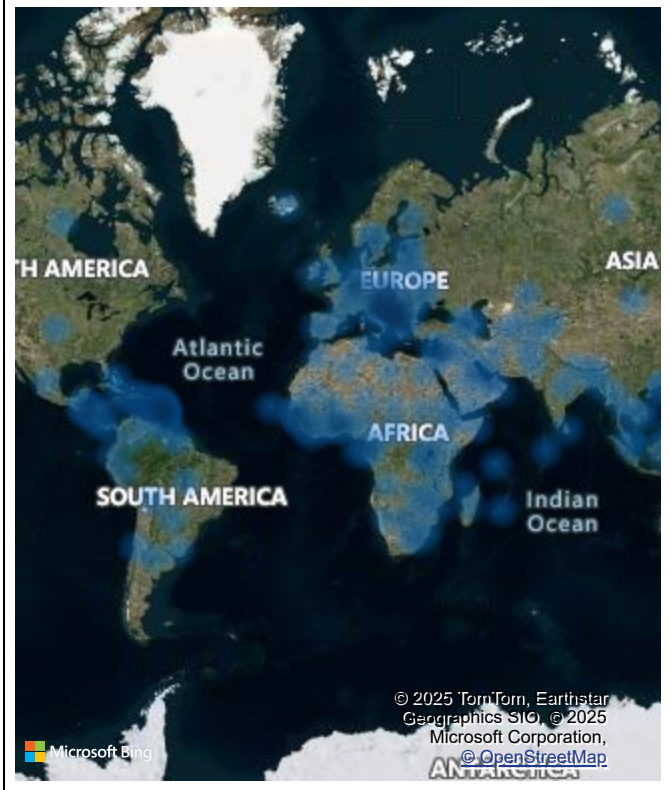 TH AMERICA
EUROPE
ASIA
Atlantic
Ocean
AFRICA
SOUTH AMERICA
Indian
Ocean
© 2025 TomTom, Earthstar
Geographics SIO, © 2025
Microsoft Corporation,
© OpenStreetMap
Microsoft Bing
ANTARCTICA